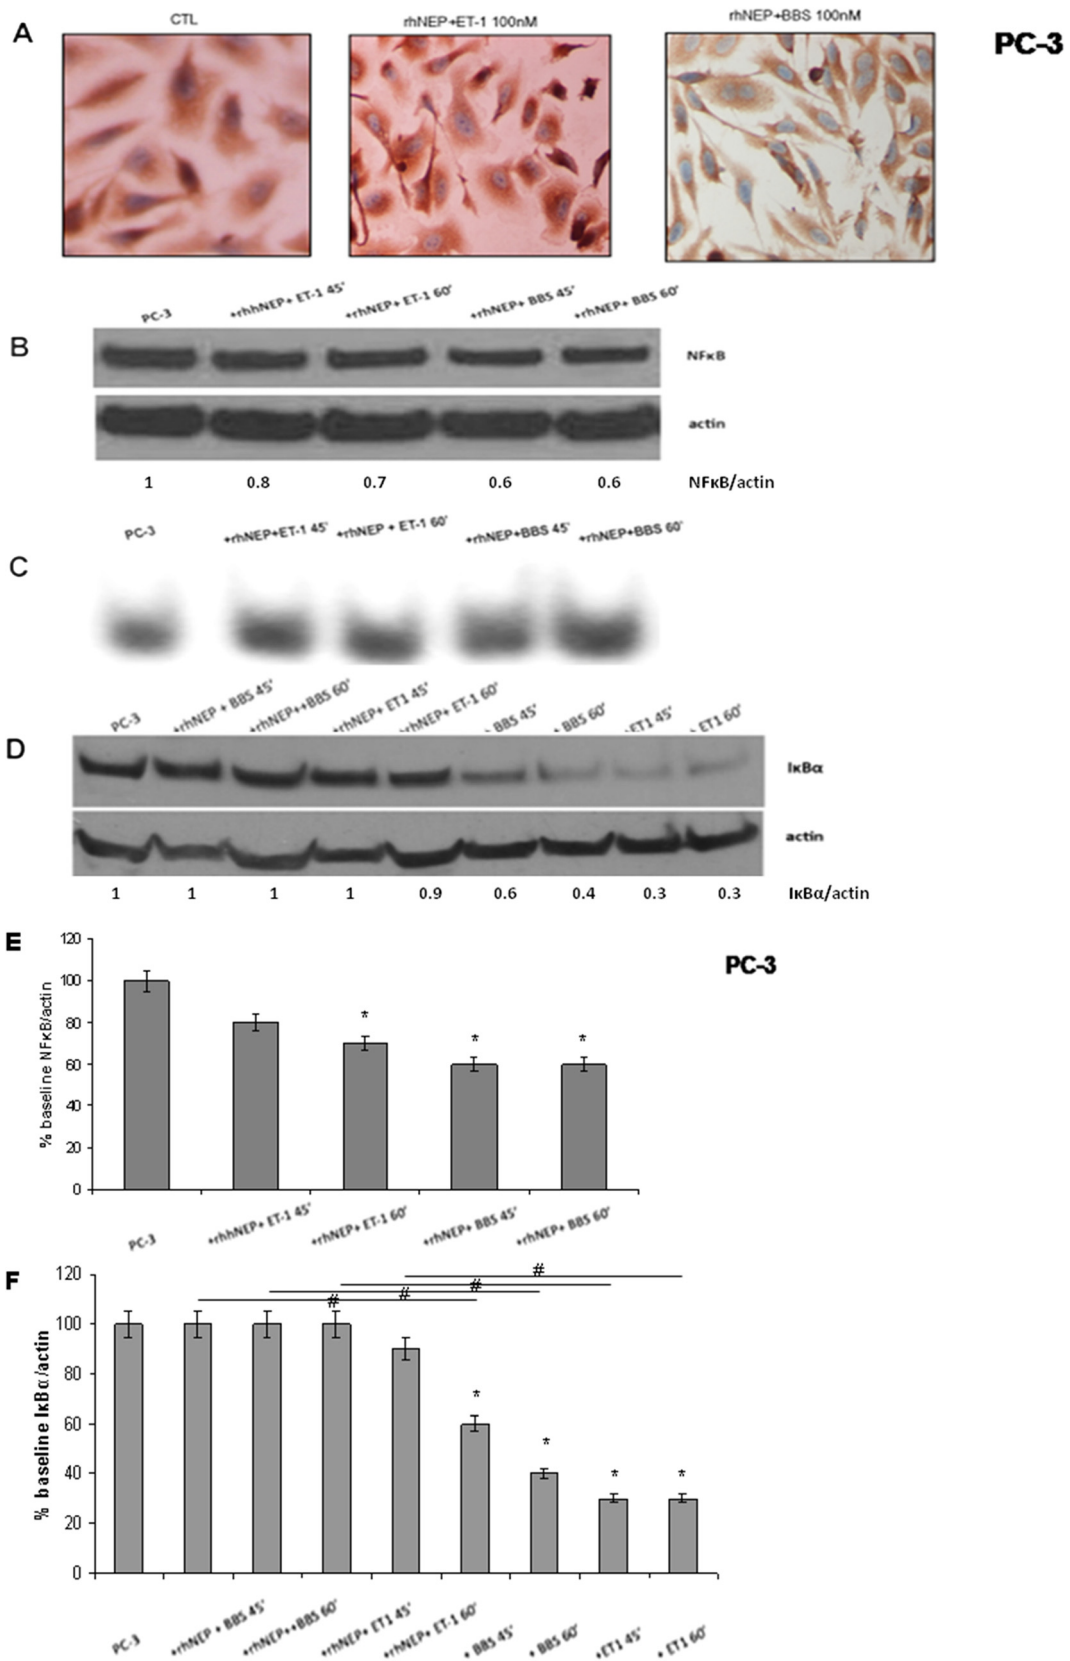 A
CTL
rhNEP+ET-1 100nM
rhNEP+BBS 100nM
PC-3
B
PC-3
+rhhNEP+ ET-1 45'
+rhNEP+ ET-1 60'
+rhNEP+ BBS 45'
+rhNEP+ BBS 60'
NFκB
actin
1
0.8
0.7
0.6
0.6
NFκB/actin
C
PC-3
+rhNEP+ET-1 45'
+rhNEP + ET-1 60'
+rhNEP+BBS 45'
+rhNEP+BBS 60'
D
PC-3
+rhNEP + BBS 45'
+rhNEP++BBS 60'
+rhNEP+ ET1 45'
+rhNEP+ ET-1 60'
+ BBS 45'
+ BBS 60'
+ET1 45'
+ ET1 60'
IκBα
actin
1
1
1
1
0.9
0.6
0.4
0.3
0.3
IκBα/actin
E
PC-3
% baseline NFκB/actin
120
100
80
60
40
20
0
*
*
*
PC-3
+rhhNEP+ ET-1 45'
+rhNEP+ ET-1 60'
+rhNEP+ BBS 45'
+rhNEP+ BBS 60'
F
% baseline IκBα/actin
120
100
80
60
40
20
0
#
#
#
#
*
*
*
*
PC-3
+rhNEP + BBS 45'
+rhNEP++BBS 60'
+rhNEP+ ET1 45'
+rhNEP+ ET-1 60'
+ BBS 45'
+ BBS 60'
+ET1 45'
+ ET1 60'